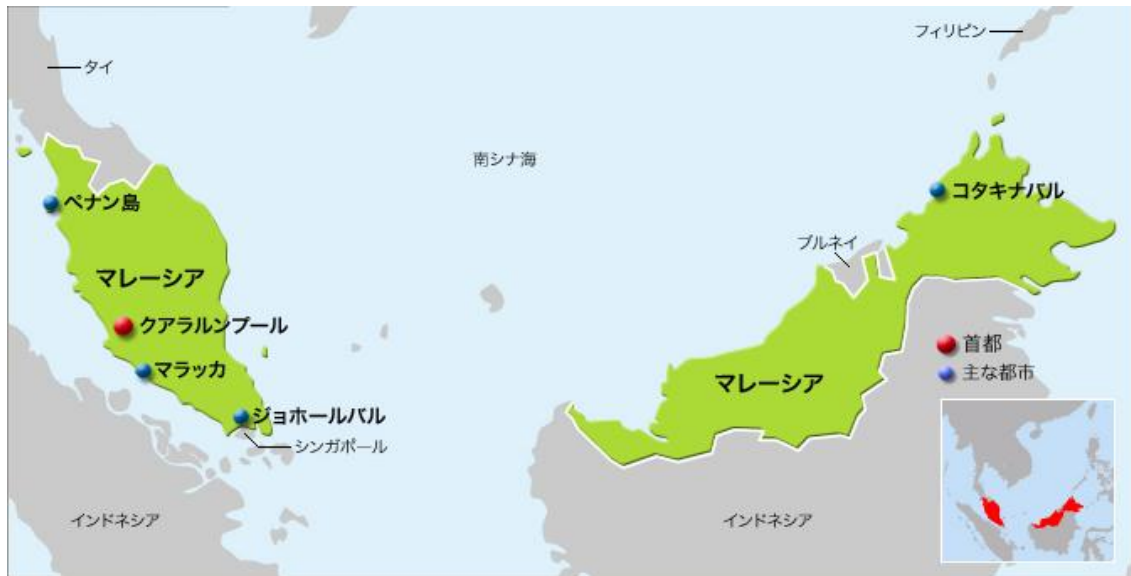 フィリピン
タイ
南シナ海
ペナン島
コタキナバル
ブルネイ
マレーシア
クアラルンプール
首都
マラッカ
主な都市
マレーシア
ジョホールバル
シンガポール
インドネシア
インドネシア